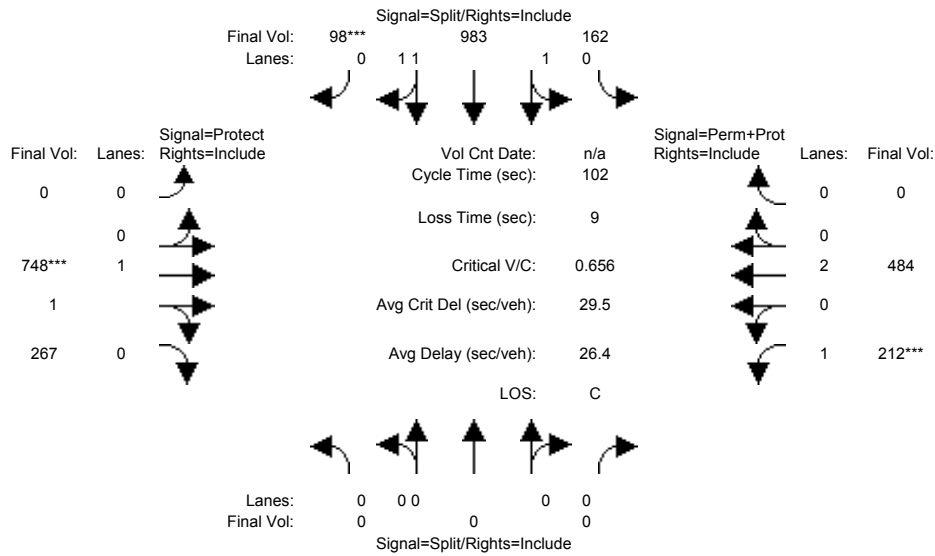 Signal=Split/Rights=Include
Final Vol: 98*** 983 162
Lanes: 0 1 1 1 0
Signal=Protect
Final Vol: Lanes: Rights=Include
Vol Cnt Date: n/a
Signal=Perm+Prot
Rights=Include Lanes: Final Vol:
Cycle Time (sec): 102
0 0
0 0
Loss Time (sec): 9
0
0
748*** 1
Critical V/C: 0.656
2 484
1
Avg Crit Del (sec/veh): 29.5
0
267 0
Avg Delay (sec/veh): 26.4
1 212***
LOS: C
Lanes: 0 0 0 0 0
Final Vol: 0 0 0
Signal=Split/Rights=Include